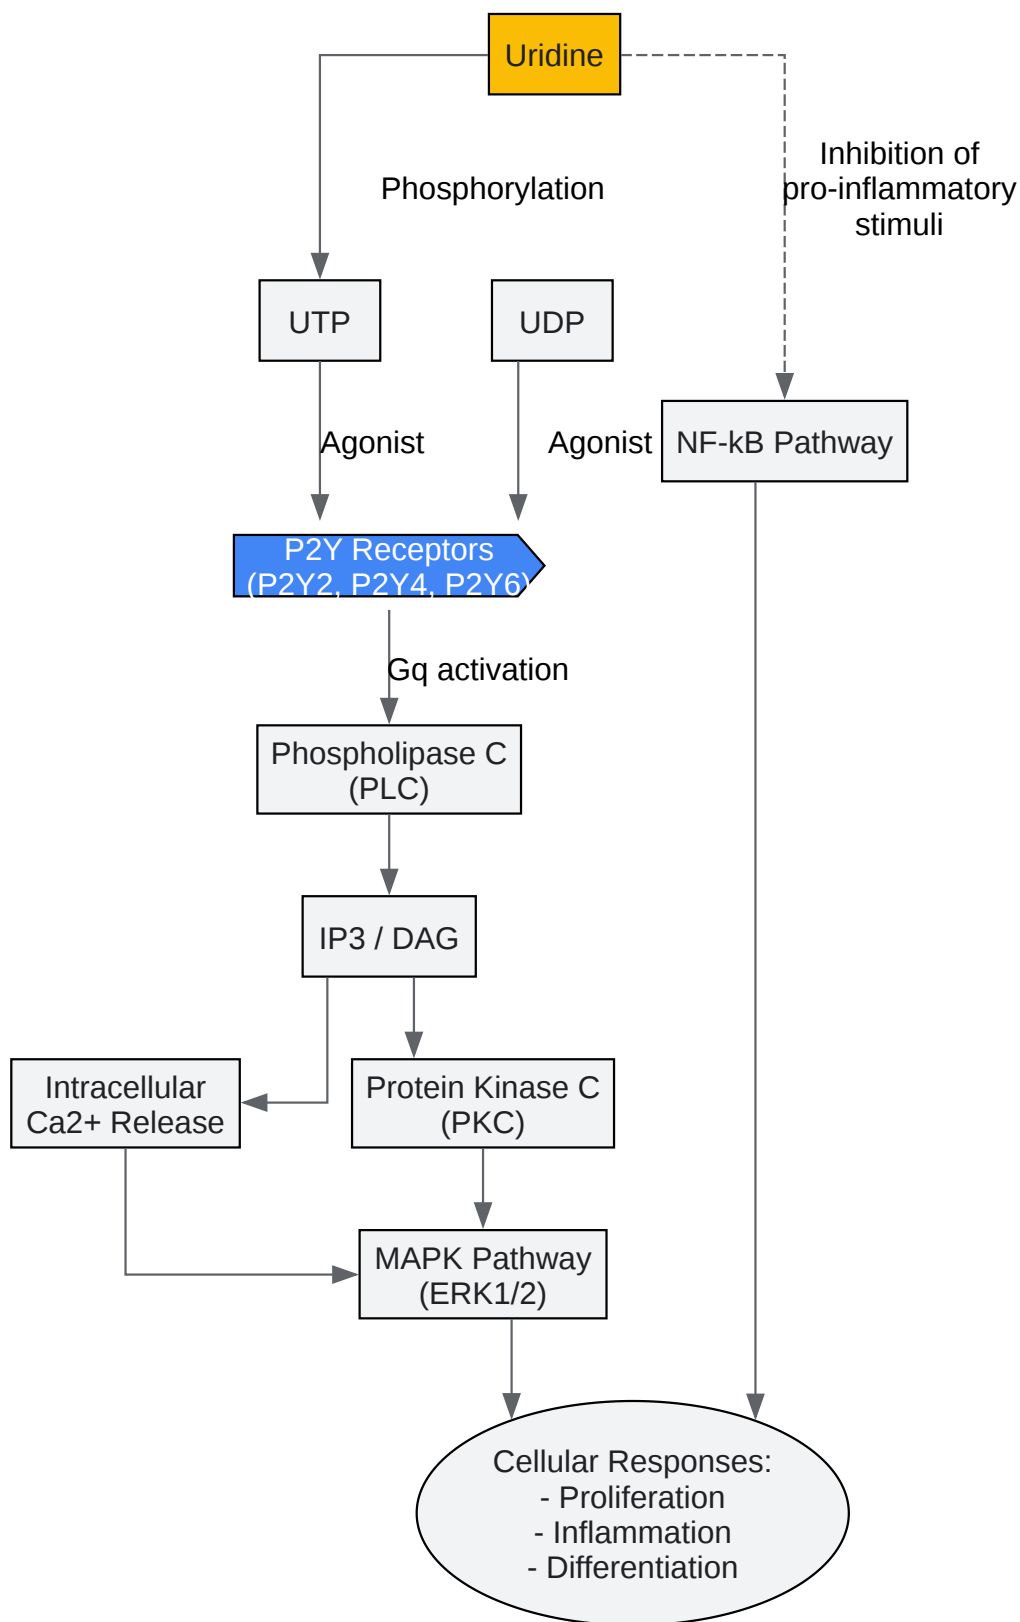 Uridine
Phosphorylation
Inhibition of
pro-inflammatory
stimuli
UTP
UDP
Agonist
Agonist
NF-kB Pathway
P2Y Receptors
(P2Y2, P2Y4, P2Y6)
Gq activation
Phospholipase C
(PLC)
IP3 / DAG
Intracellular
Ca2+ Release
Protein Kinase C
(PKC)
MAPK Pathway
(ERK1/2)
Cellular Responses:
- Proliferation
- Inflammation
- Differentiation